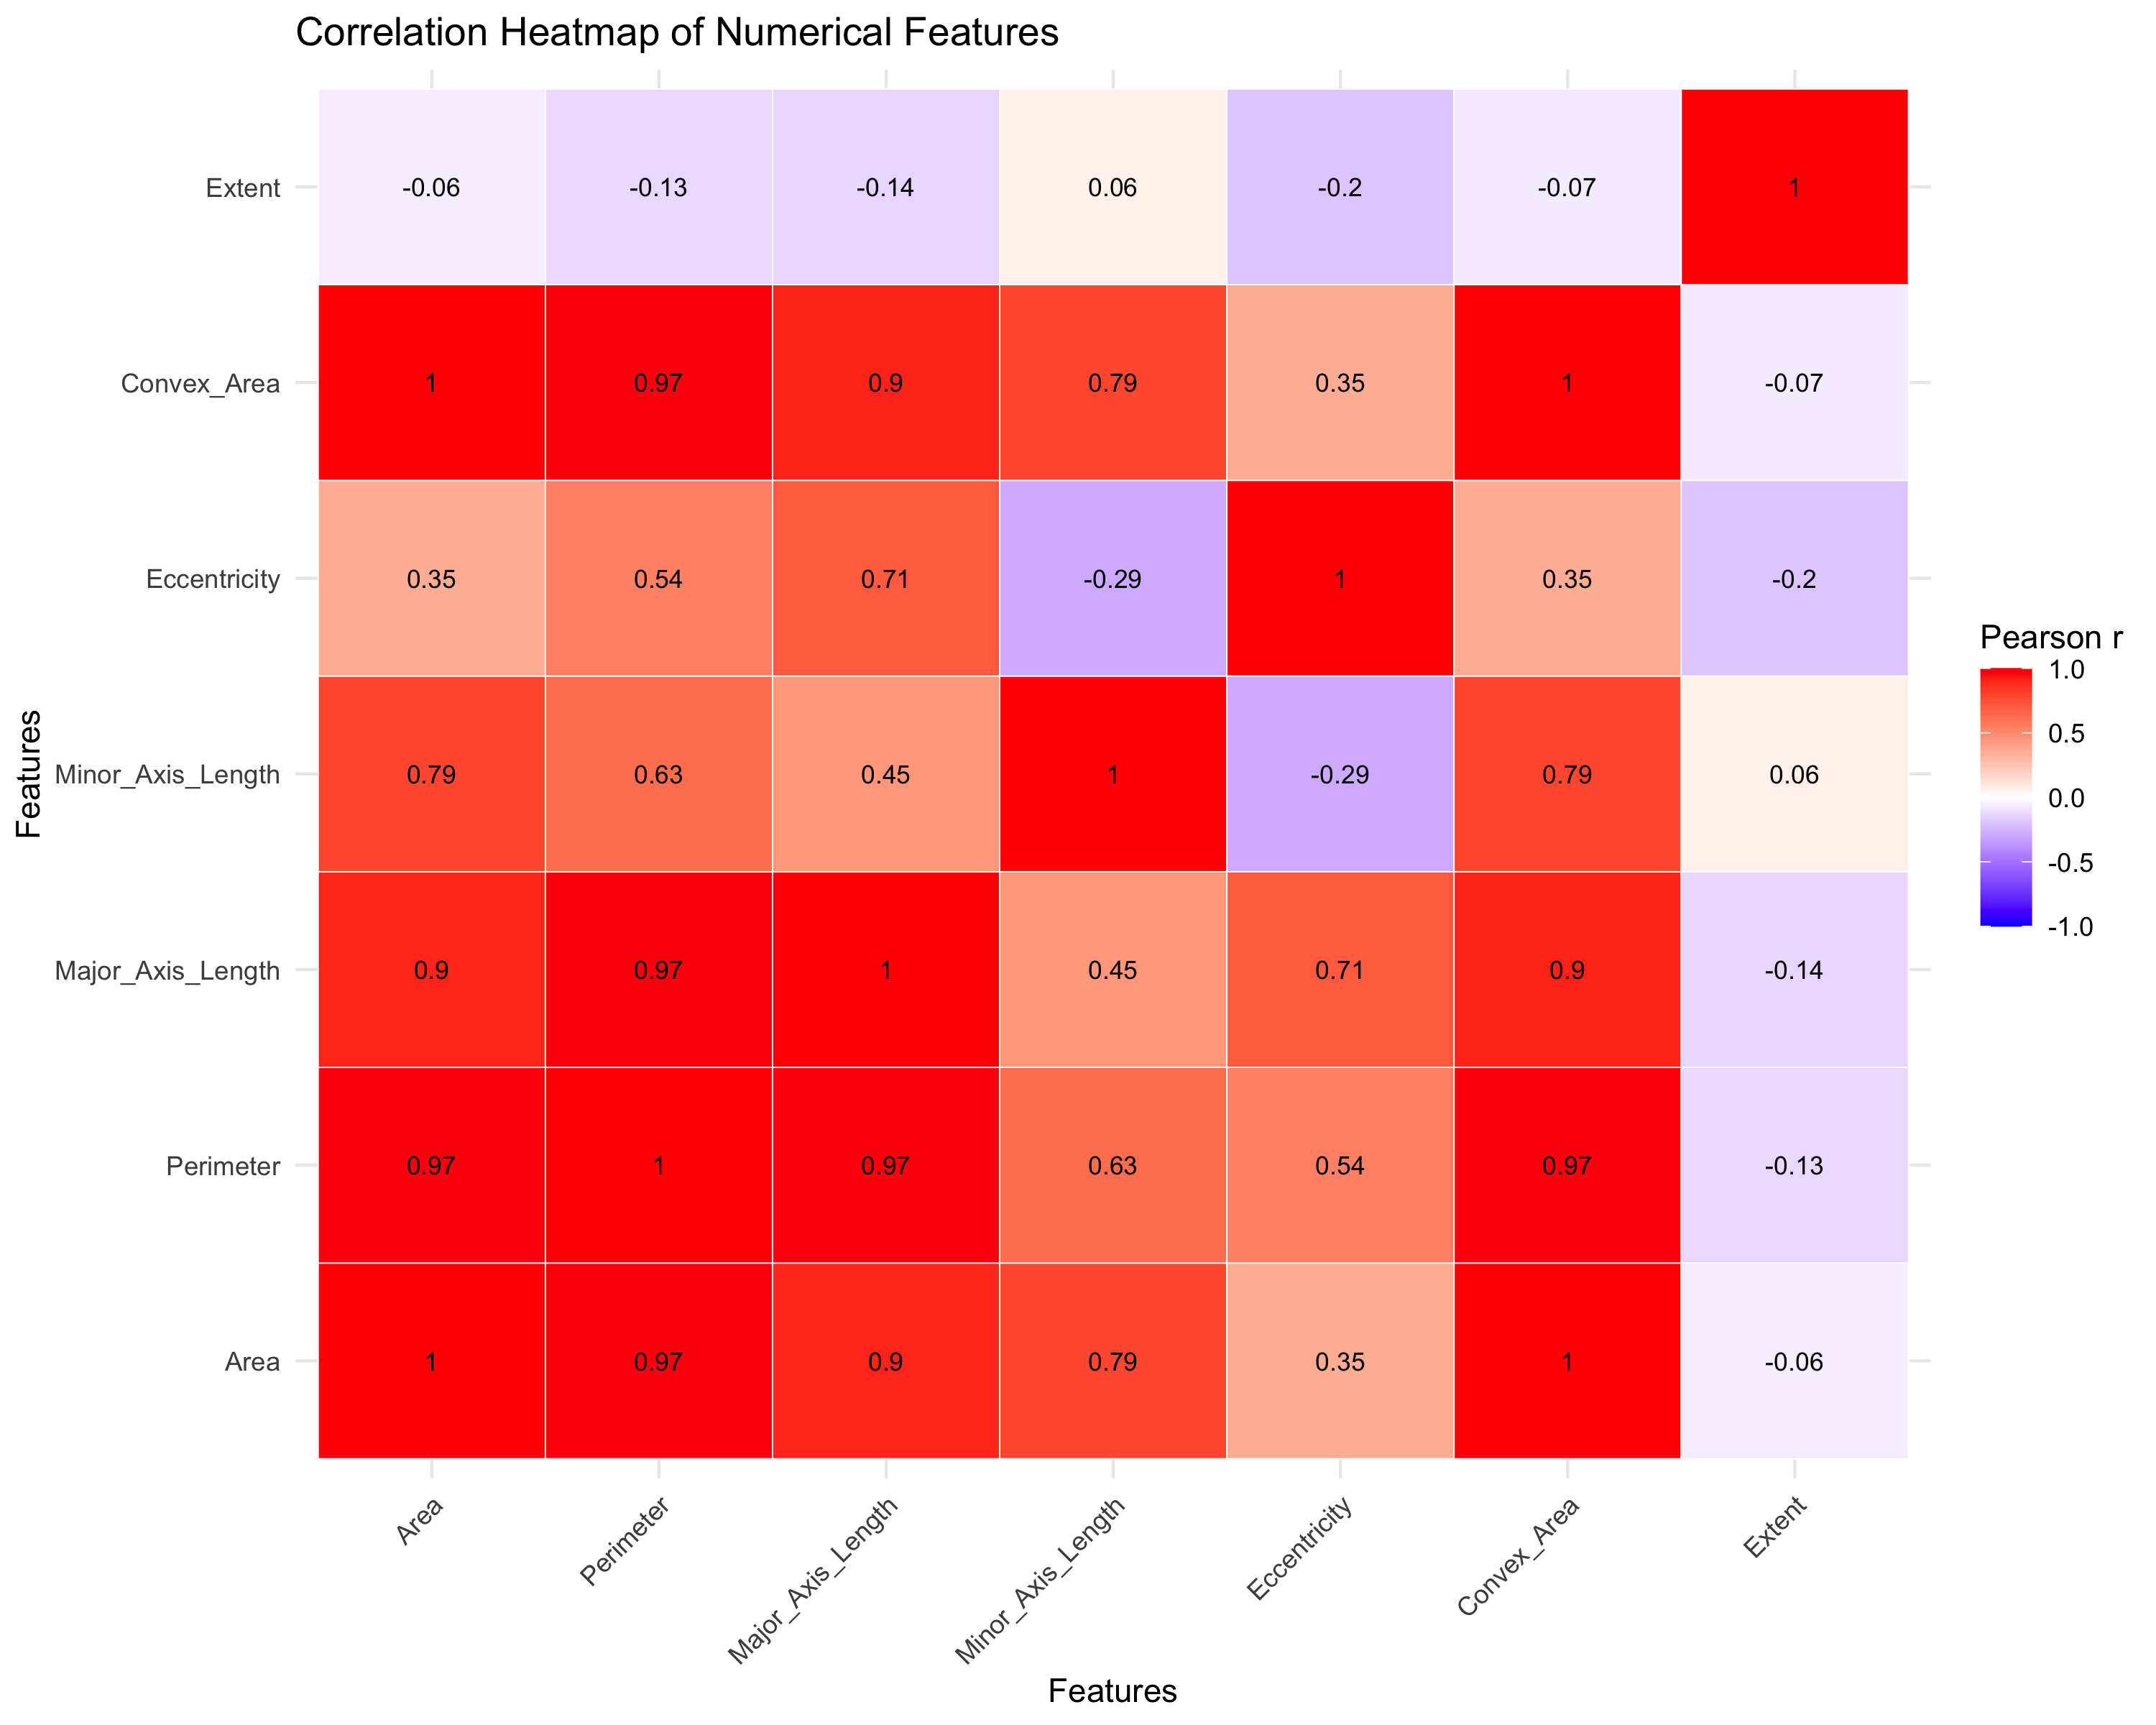 Correlation Heatmap of Numerical Features
Extent -0.06 -0.13 -0.14 0.06 -0.2 -0.07 1
Convex_Area 1 0.97 0.9 0.79 0.35 1 -0.07
Eccentricity 0.35 0.54 0.71 -0.29 1 0.35 -0.2
Minor_Axis_Length 0.79 0.63 0.45 1 -0.29 0.79 0.06
Major_Axis_Length 0.9 0.97 1 0.45 0.71 0.9 -0.14
Perimeter 0.97 1 0.97 0.63 0.54 0.97 -0.13
Area 1 0.97 0.9 0.79 0.35 1 -0.06
Features
Area Perimeter Major_Axis_Length Minor_Axis_Length Eccentricity Convex_Area Extent
Features
Pearson r
1.0
0.5
0.0
-0.5
-1.0